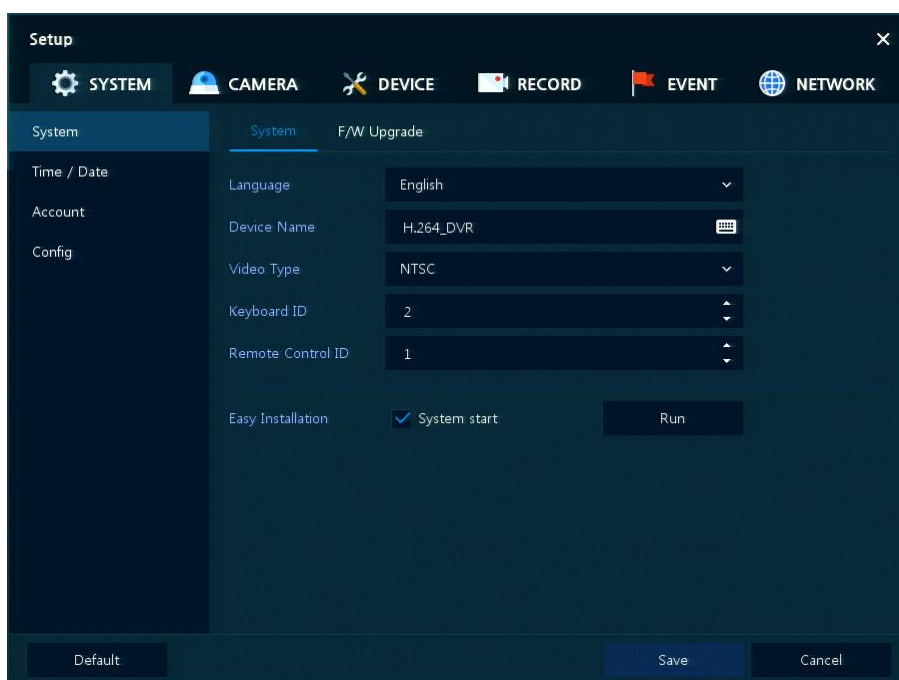 Setup
SYSTEM CAMERA DEVICE RECORD EVENT NETWORK
System
Time / Date
Account
Config
System F/W Upgrade
Language English
Device Name H.264_DVR
Video Type NTSC
Keyboard ID 2
Remote Control ID 1
Easy Installation System start Run
Default Save Cancel